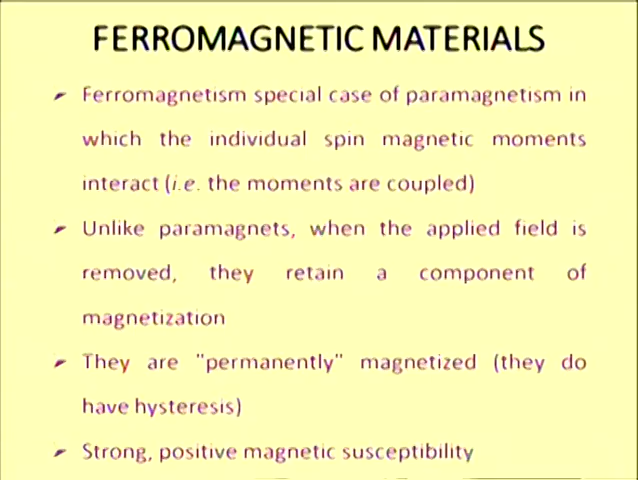 FERROMAGNETIC MATERIALS
Ferromagnetism special case of paramagnetism in
which the individual spin magnetic moments
interact (i.e. the moments are coupled)
Unlike paramagnets, when the applied field is
removed, they retain a component of
magnetization
They are "permanently" magnetized (they do
have hysteresis)
Strong, positive magnetic susceptibility